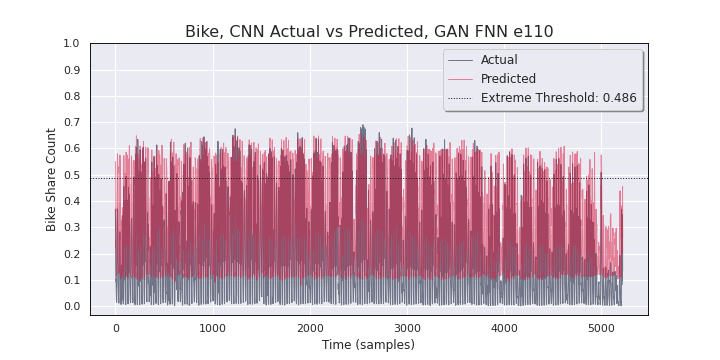 Bike, CNN Actual vs Predicted, GAN FNN e110
1.0
0.9
0.8
0.7
0.6
0.5
0.4
0.3
0.2
0.1
0.0
Bike Share Count
Actual
Predicted
Extreme Threshold: 0.486
0 1000 2000 3000 4000 5000
Time (samples)